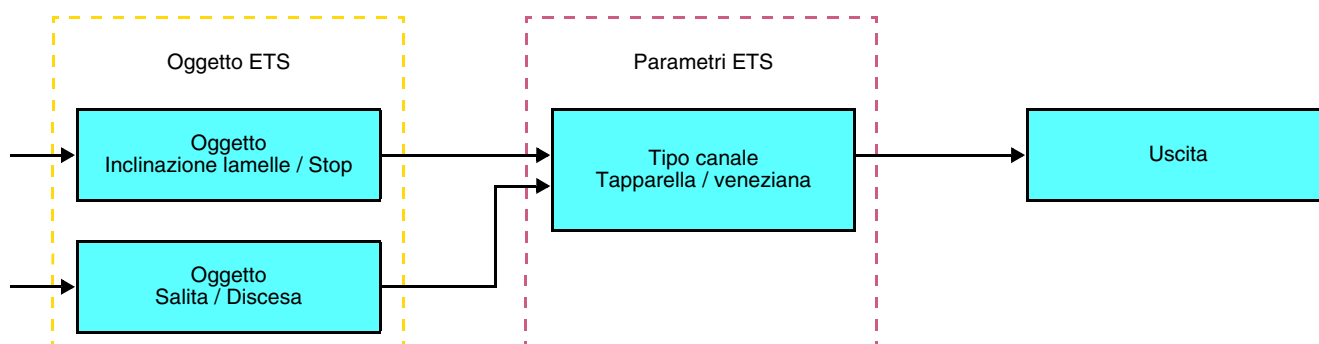 Oggetto ETS
Parametri ETS
Oggetto
Inclinazione lamelle / Stop
Tipo canale
Tapparella / veneziana
Uscita
Oggetto
Salita / Discesa